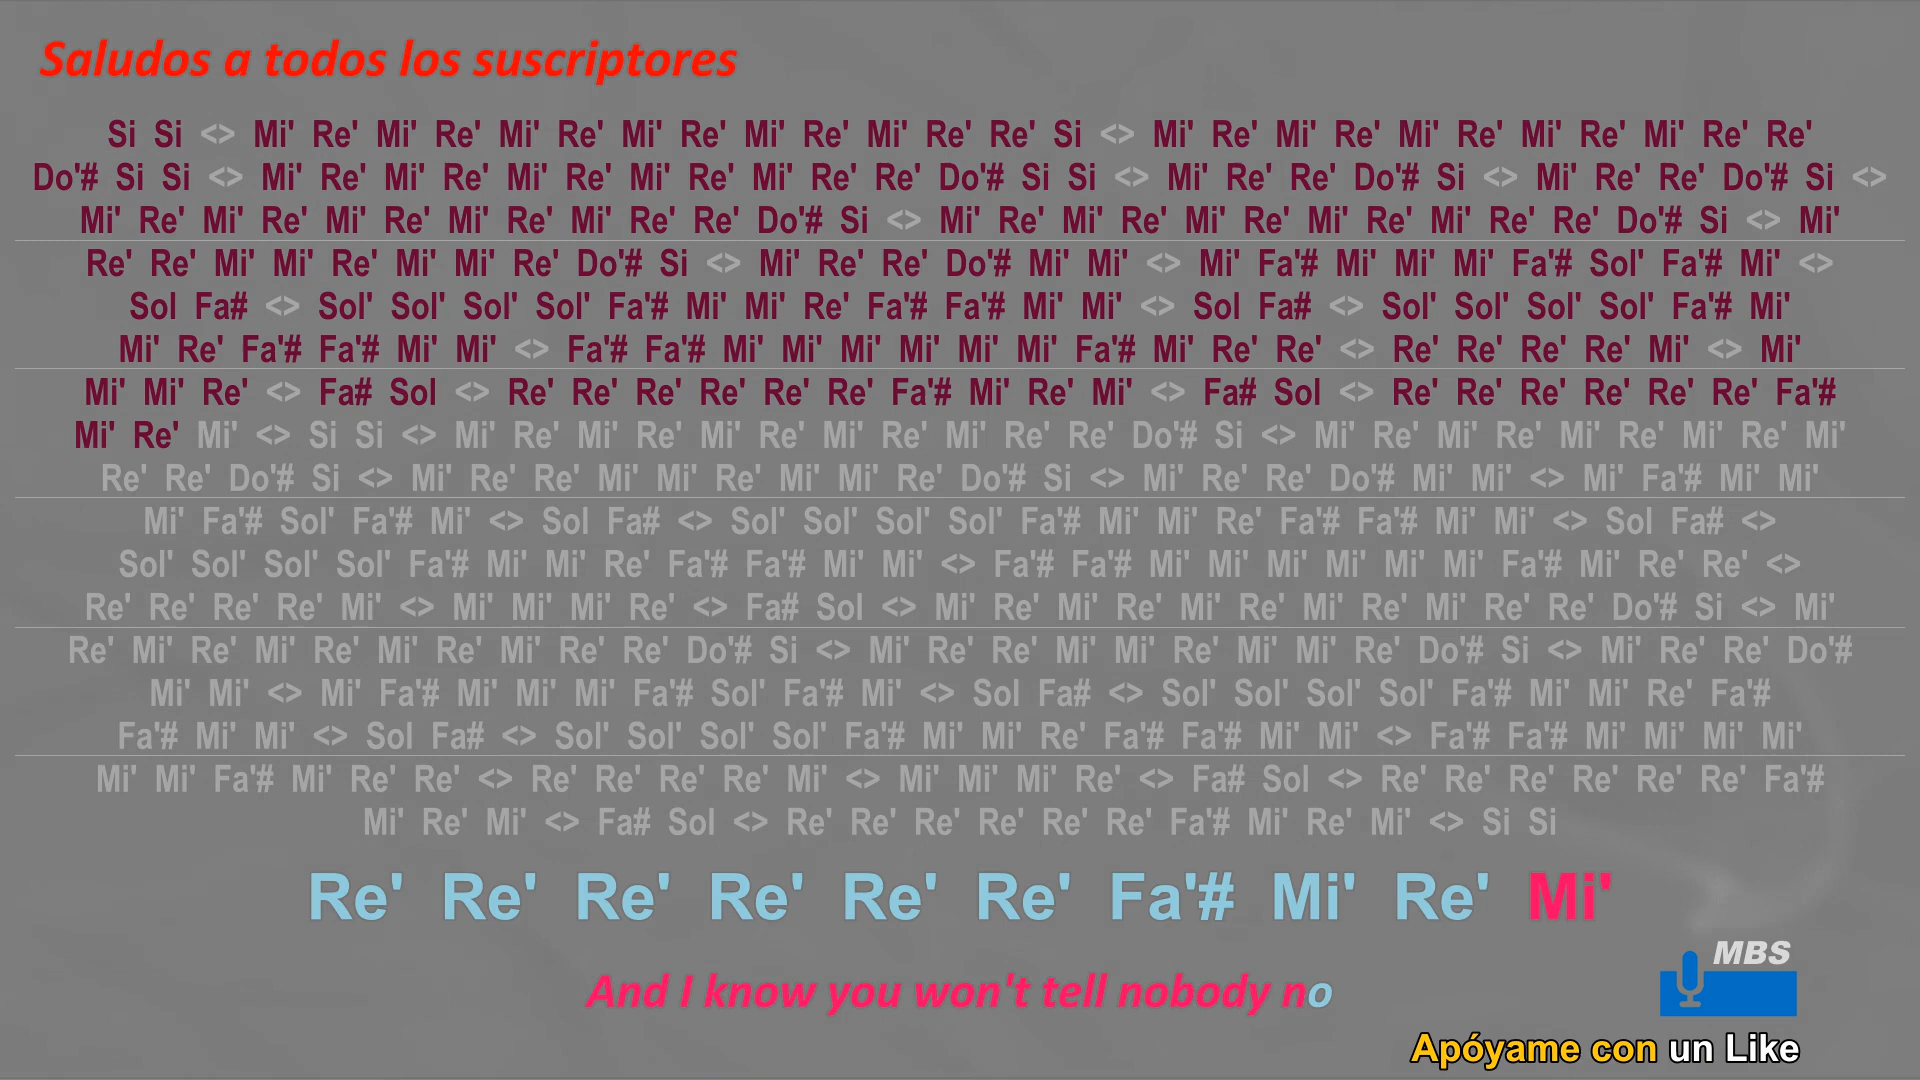 Saludos a todos los suscriptores
Si Si <> Mi' Re' Mi' Re' Mi' Re' Mi' Re' Mi' Re' Mi' Re' Re' Si <> Mi' Re' Mi' Re' Mi' Re' Mi' Re' Mi' Re' Re'
Do'# Si Si <> Mi' Re' Mi' Re' Mi' Re' Mi' Re' Mi' Re' Re' Do'# Si Si <> Mi' Re' Re' Do'# Si <> Mi' Re' Re' Do'# Si <>
Mi' Re' Mi' Re' Mi' Re' Mi' Re' Mi' Re' Re' Do'# Si <> Mi' Re' Mi' Re' Mi' Re' Mi' Re' Mi' Re' Re' Do'# Si <> Mi'
Re' Re' Mi' Mi' Re' Mi' Mi' Re' Do'# Si <> Mi' Re' Re' Do'# Mi' Mi' <> Mi' Fa'# Mi' Mi' Mi' Fa'# Sol' Fa'# Mi' <>
Sol Fa# <> Sol' Sol' Sol' Sol' Fa'# Mi' Mi' Re' Fa'# Fa'# Mi' Mi' <> Sol Fa# <> Sol' Sol' Sol' Sol' Fa'# Mi'
Mi' Re' Fa'# Fa'# Mi' Mi' <> Fa'# Fa'# Mi' Mi' Mi' Mi' Mi' Mi' Fa'# Mi' Re' Re' <> Re' Re' Re' Re' Mi' <> Mi'
Mi' Mi' Re' <> Fa# Sol <> Re' Re' Re' Re' Re' Re' Fa'# Mi' Re' Mi' <> Fa# Sol <> Re' Re' Re' Re' Re' Re' Fa'#
Mi' Re' Mi' <> Si Si <> Mi' Re' Mi' Re' Mi' Re' Mi' Re' Mi' Re' Re' Do'# Si <> Mi' Re' Mi' Re' Mi' Re' Mi' Re' Mi'
Re' Re' Do'# Si <> Mi' Re' Re' Mi' Mi' Re' Mi' Mi' Re' Do'# Si <> Mi' Re' Re' Do'# Mi' Mi' <> Mi' Fa'# Mi' Mi'
Mi' Fa'# Sol' Fa'# Mi' <> Sol Fa# <> Sol' Sol' Sol' Sol' Fa'# Mi' Mi' Re' Fa'# Fa'# Mi' Mi' <> Sol Fa# <>
Sol' Sol' Sol' Sol' Fa'# Mi' Mi' Re' Fa'# Fa'# Mi' Mi' <> Fa'# Fa'# Mi' Mi' Mi' Mi' Mi' Mi' Fa'# Mi' Re' Re' <>
Re' Re' Re' Re' Mi' <> Mi' Mi' Mi' Re' <> Fa# Sol <> Mi' Re' Mi' Re' Mi' Re' Mi' Re' Mi' Re' Re' Do'# Si <> Mi'
Re' Mi' Re' Mi' Re' Mi' Re' Mi' Re' Re' Do'# Si <> Mi' Re' Re' Mi' Mi' Re' Mi' Mi' Re' Do'# Si <> Mi' Re' Re' Do'#
Mi' Mi' <> Mi' Fa'# Mi' Mi' Mi' Fa'# Sol' Fa'# Mi' <> Sol Fa# <> Sol' Sol' Sol' Sol' Fa'# Mi' Mi' Re' Fa'#
Fa'# Mi' Mi' <> Sol Fa# <> Sol' Sol' Sol' Sol' Fa'# Mi' Mi' Re' Fa'# Fa'# Mi' Mi' <> Fa'# Fa'# Mi' Mi' Mi' Mi'
Mi' Mi' Fa'# Mi' Re' Re' <> Re' Re' Re' Re' Mi' <> Mi' Mi' Mi' Re' <> Fa# Sol <> Re' Re' Re' Re' Re' Re' Fa'#
Mi' Re' Mi' <> Fa# Sol <> Re' Re' Re' Re' Re' Re' Fa'# Mi' Re' Mi' <> Si Si
Re' Re' Re' Re' Re' Re' Fa'# Mi' Re' Mi'
MBS
And I know you won't tell nobody no
Apóyame con un Like